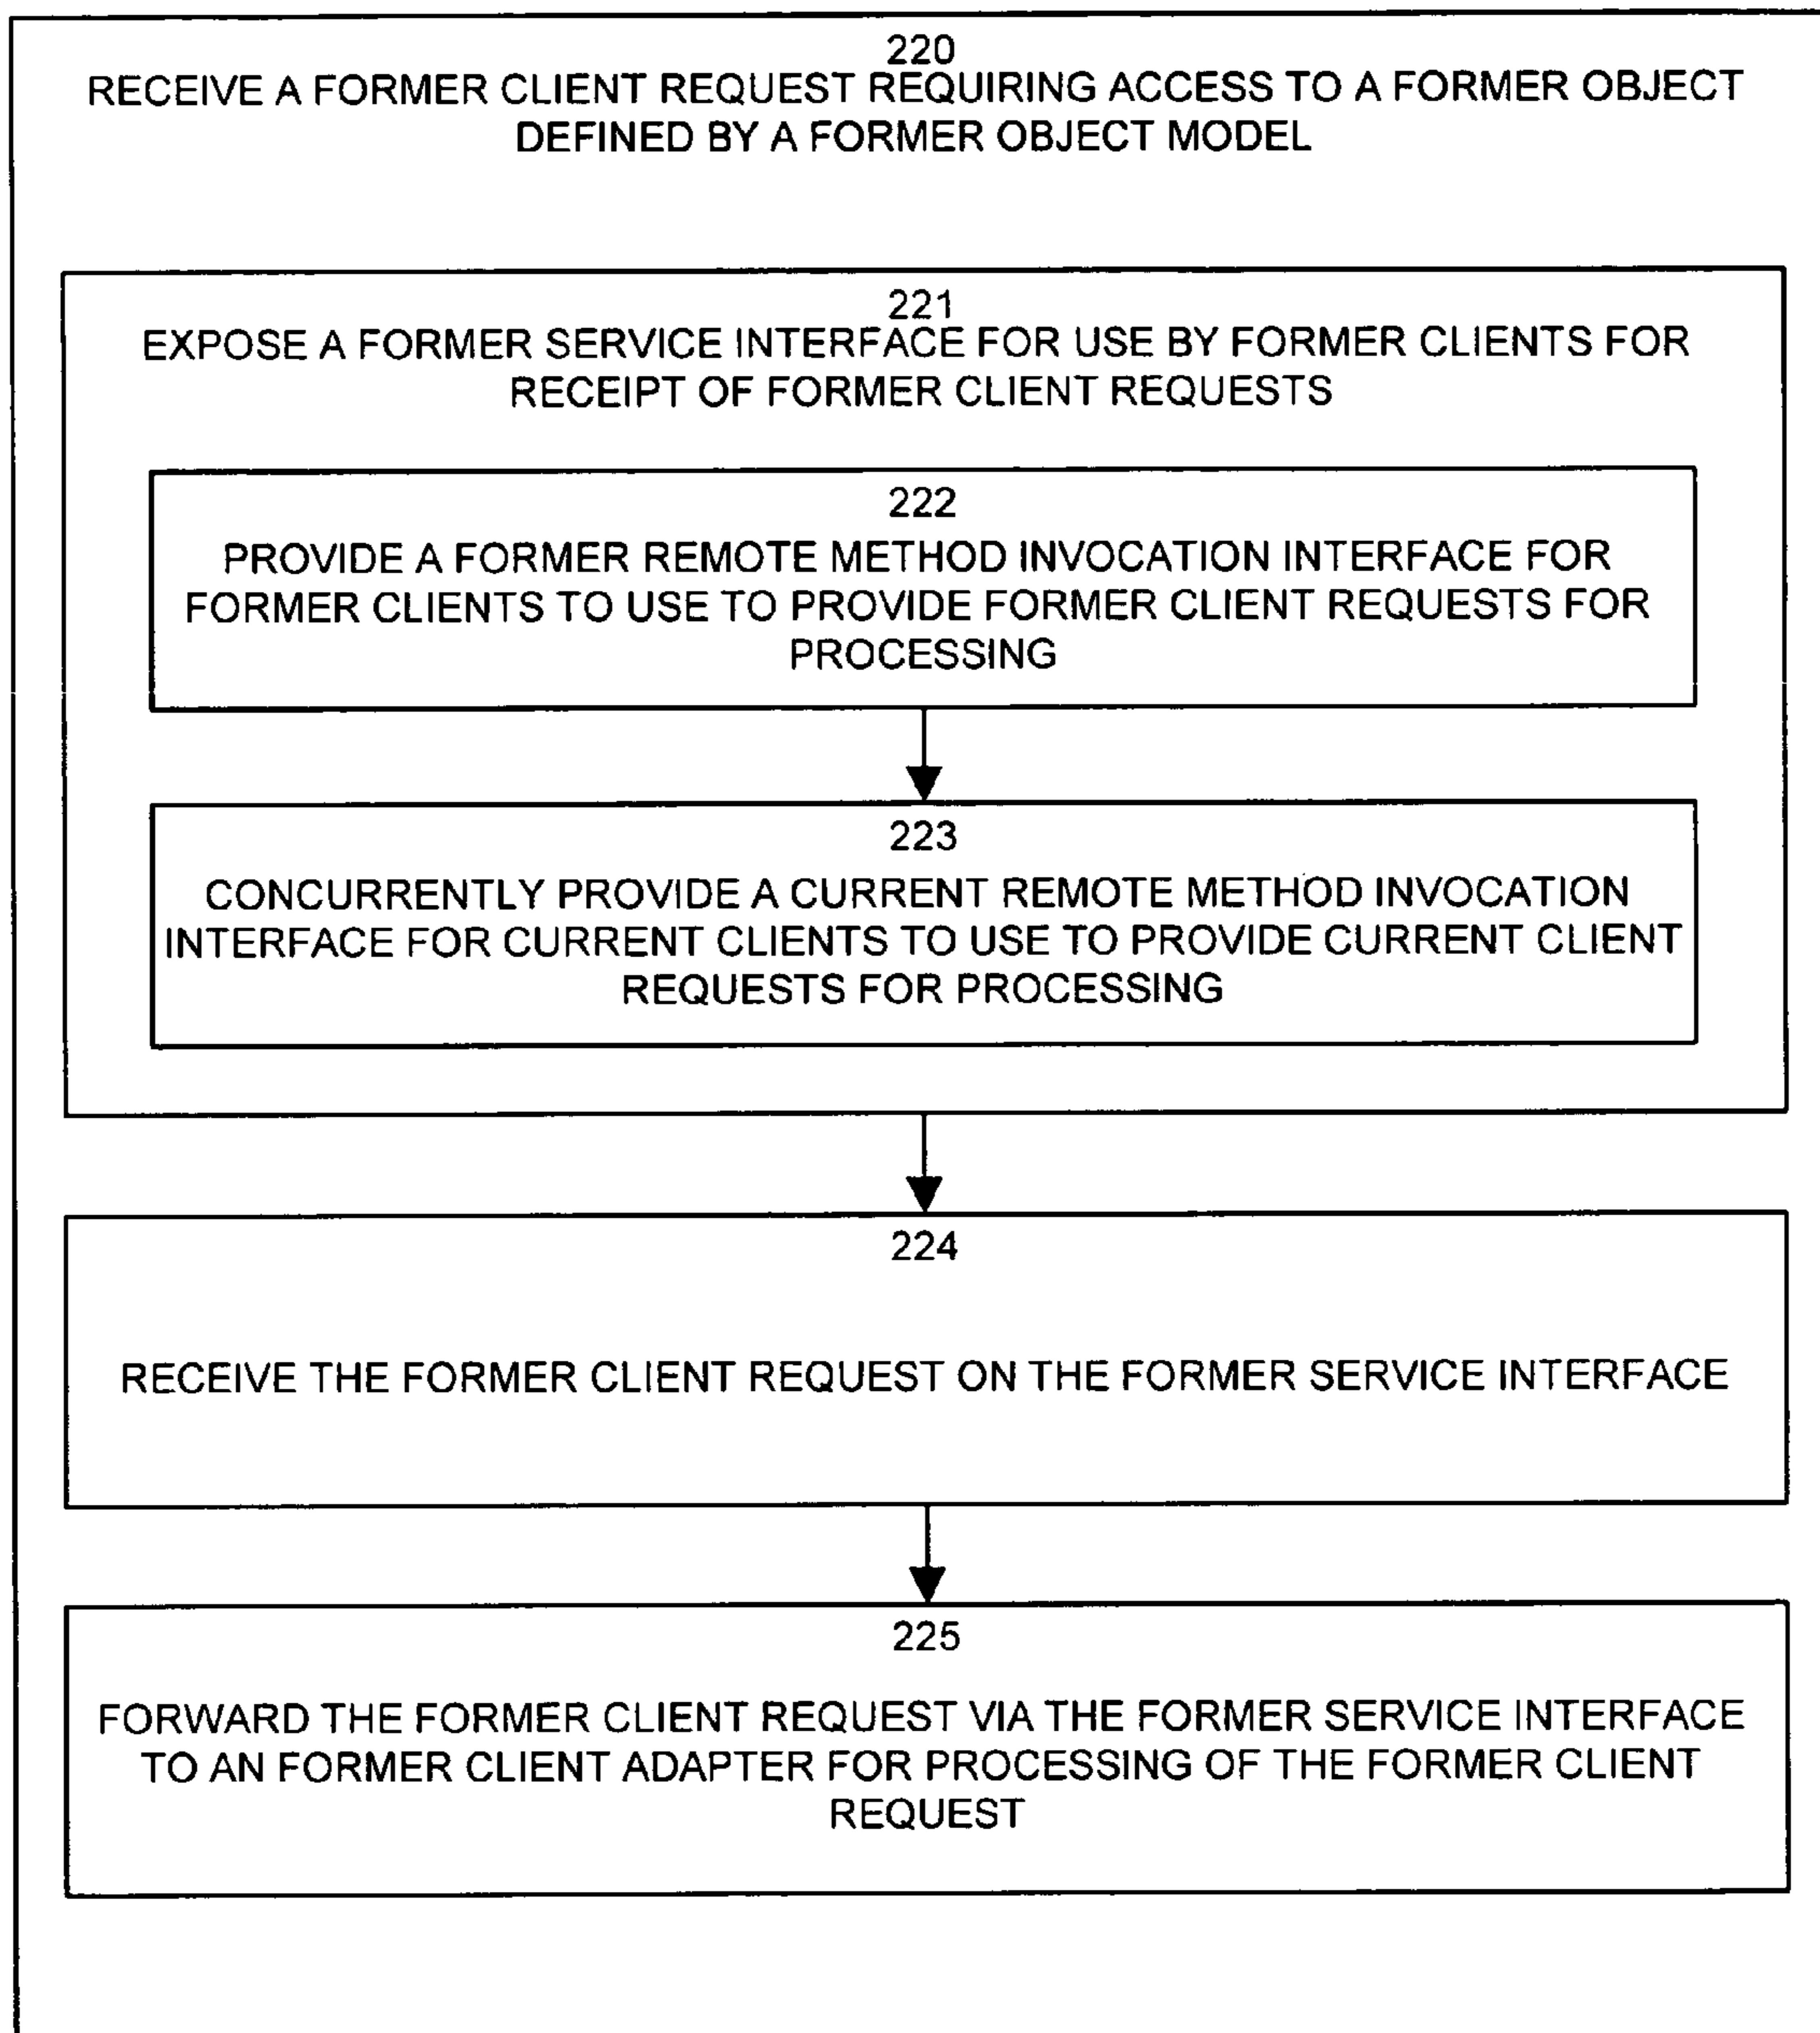 220
RECEIVE A FORMER CLIENT REQUEST REQUIRING ACCESS TO A FORMER OBJECT
DEFINED BY A FORMER OBJECT MODEL
221
EXPOSE A FORMER SERVICE INTERFACE FOR USE BY FORMER CLIENTS FOR
RECEIPT OF FORMER CLIENT REQUESTS
222
PROVIDE A FORMER REMOTE METHOD INVOCATION INTERFACE FOR
FORMER CLIENTS TO USE TO PROVIDE FORMER CLIENT REQUESTS FOR
PROCESSING
223
CONCURRENTLY PROVIDE A CURRENT REMOTE METHOD INVOCATION
INTERFACE FOR CURRENT CLIENTS TO USE TO PROVIDE CURRENT CLIENT
REQUESTS FOR PROCESSING
224
RECEIVE THE FORMER CLIENT REQUEST ON THE FORMER SERVICE INTERFACE
225
FORWARD THE FORMER CLIENT REQUEST VIA THE FORMER SERVICE INTERFACE
TO AN FORMER CLIENT ADAPTER FOR PROCESSING OF THE FORMER CLIENT
REQUEST